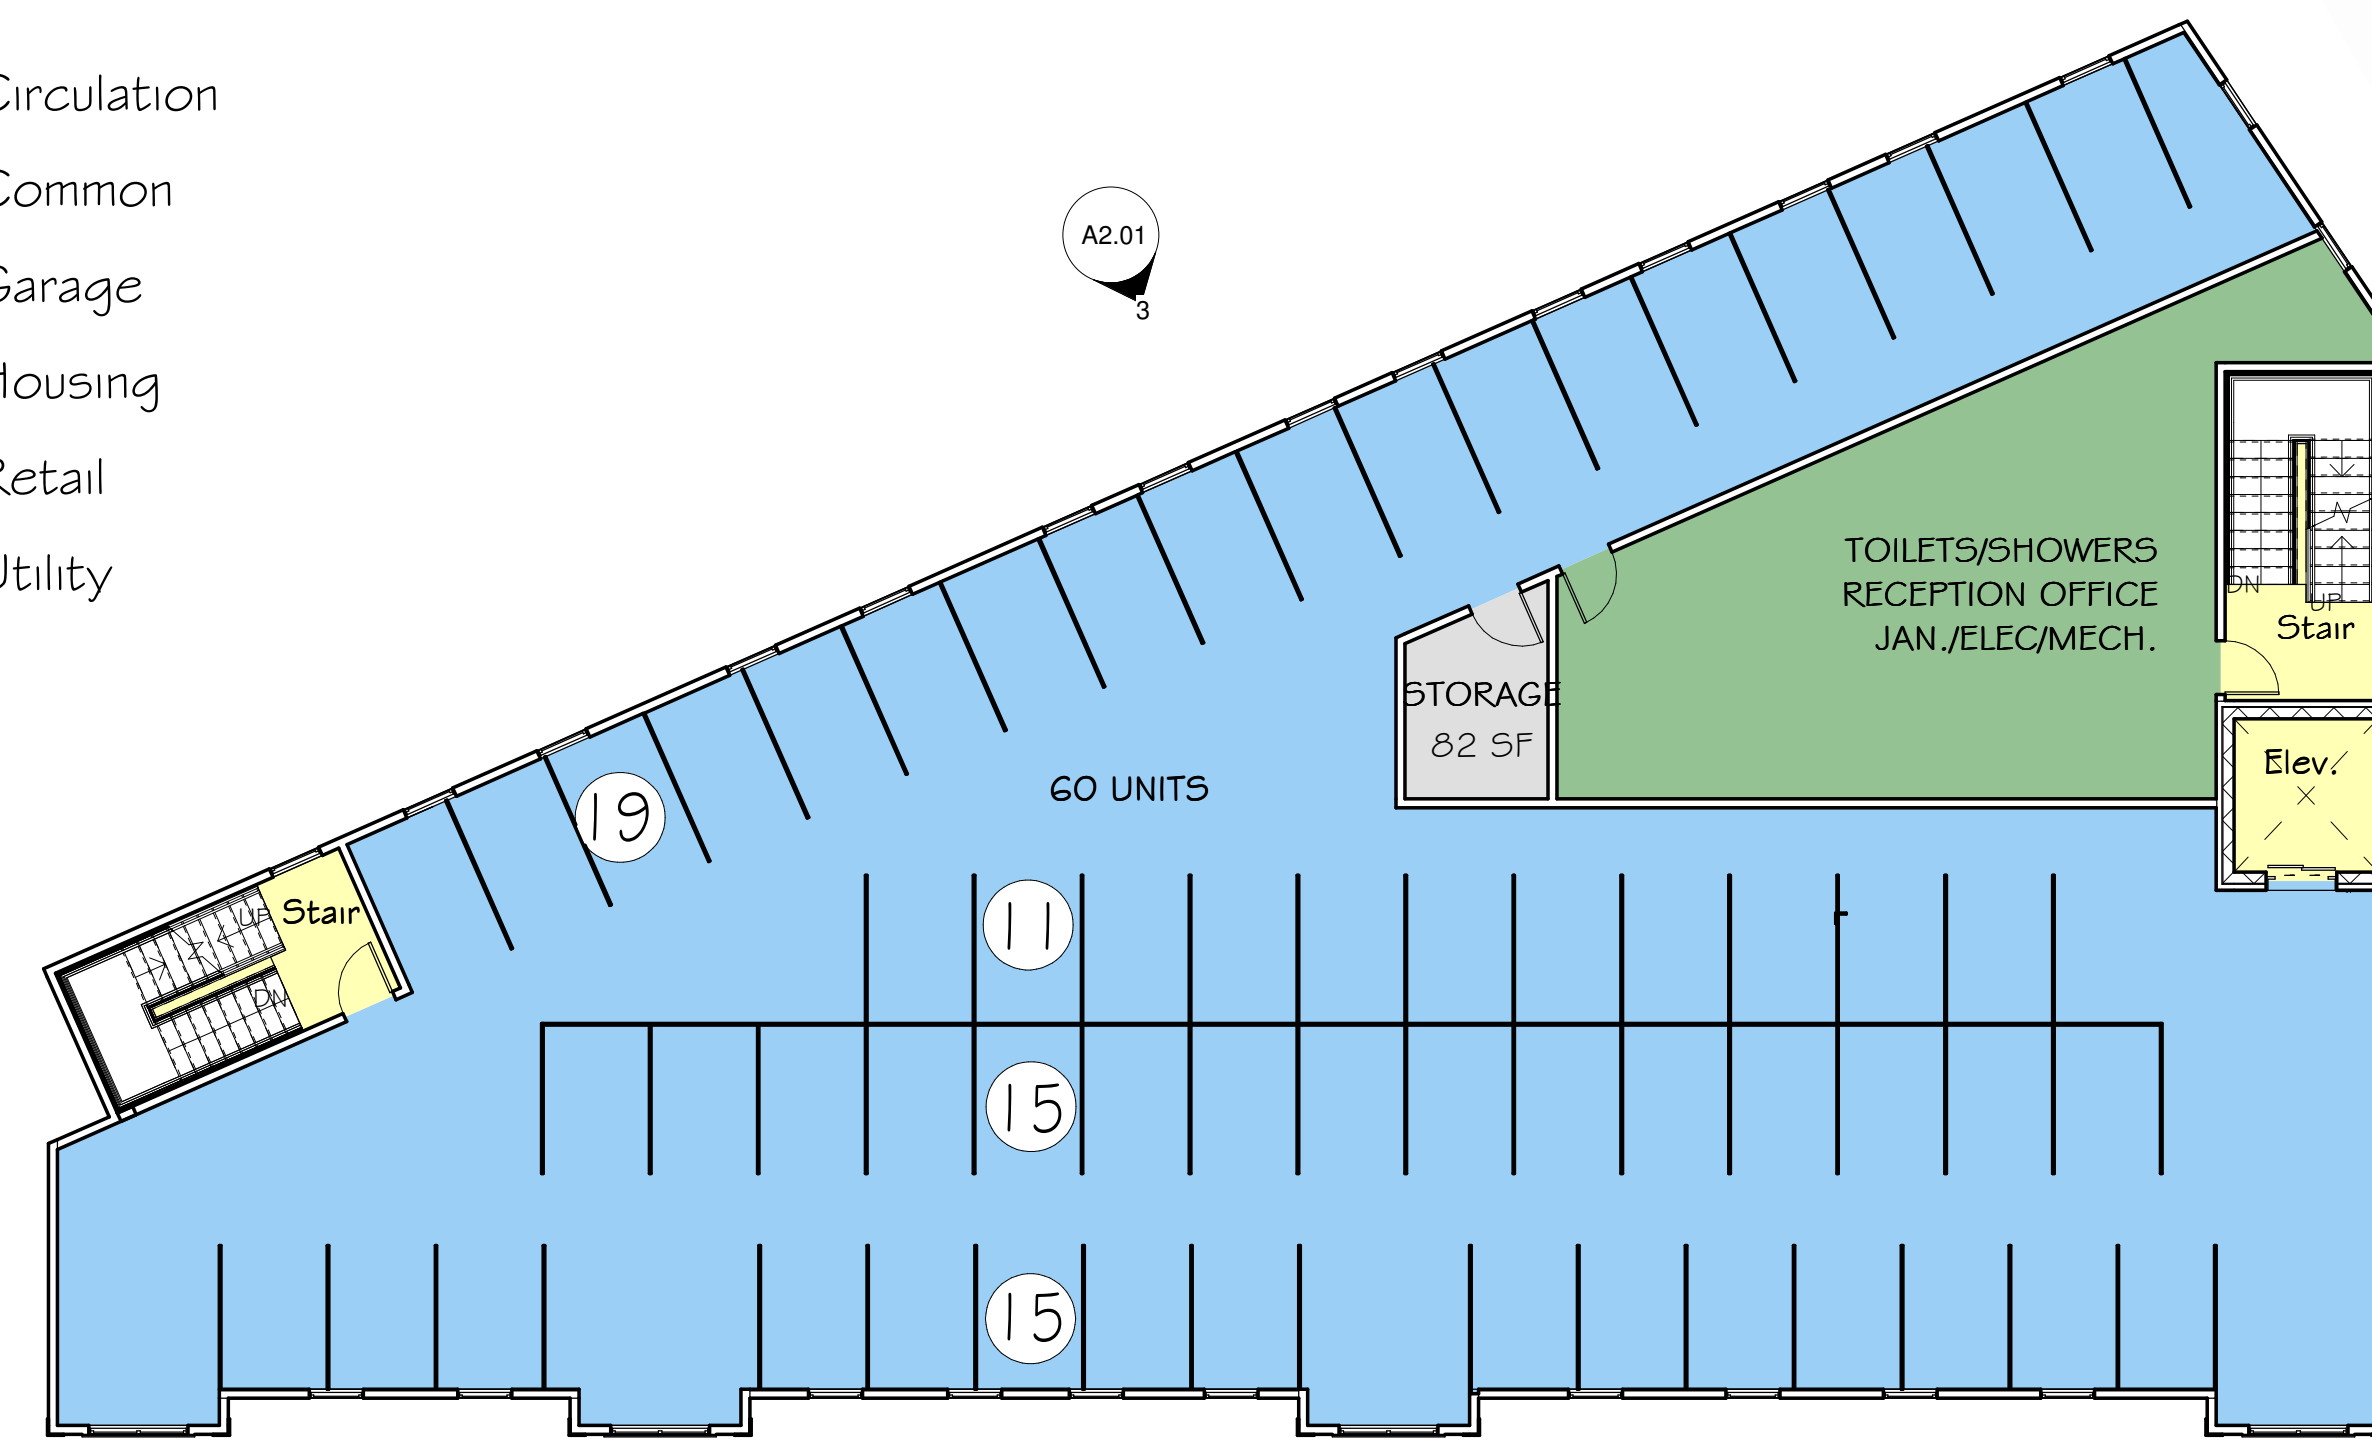 Circulation
Common
Garage
Housing
Retail
Utility
A2.01
3
TOILETS/SHOWERS
RECEPTION OFFICE
JAN./ELEC/MECH.
DN
UP
Stair
STORAGE
82 SF
Elev.
60 UNITS
19
UP
Stair
DN
11
15
15